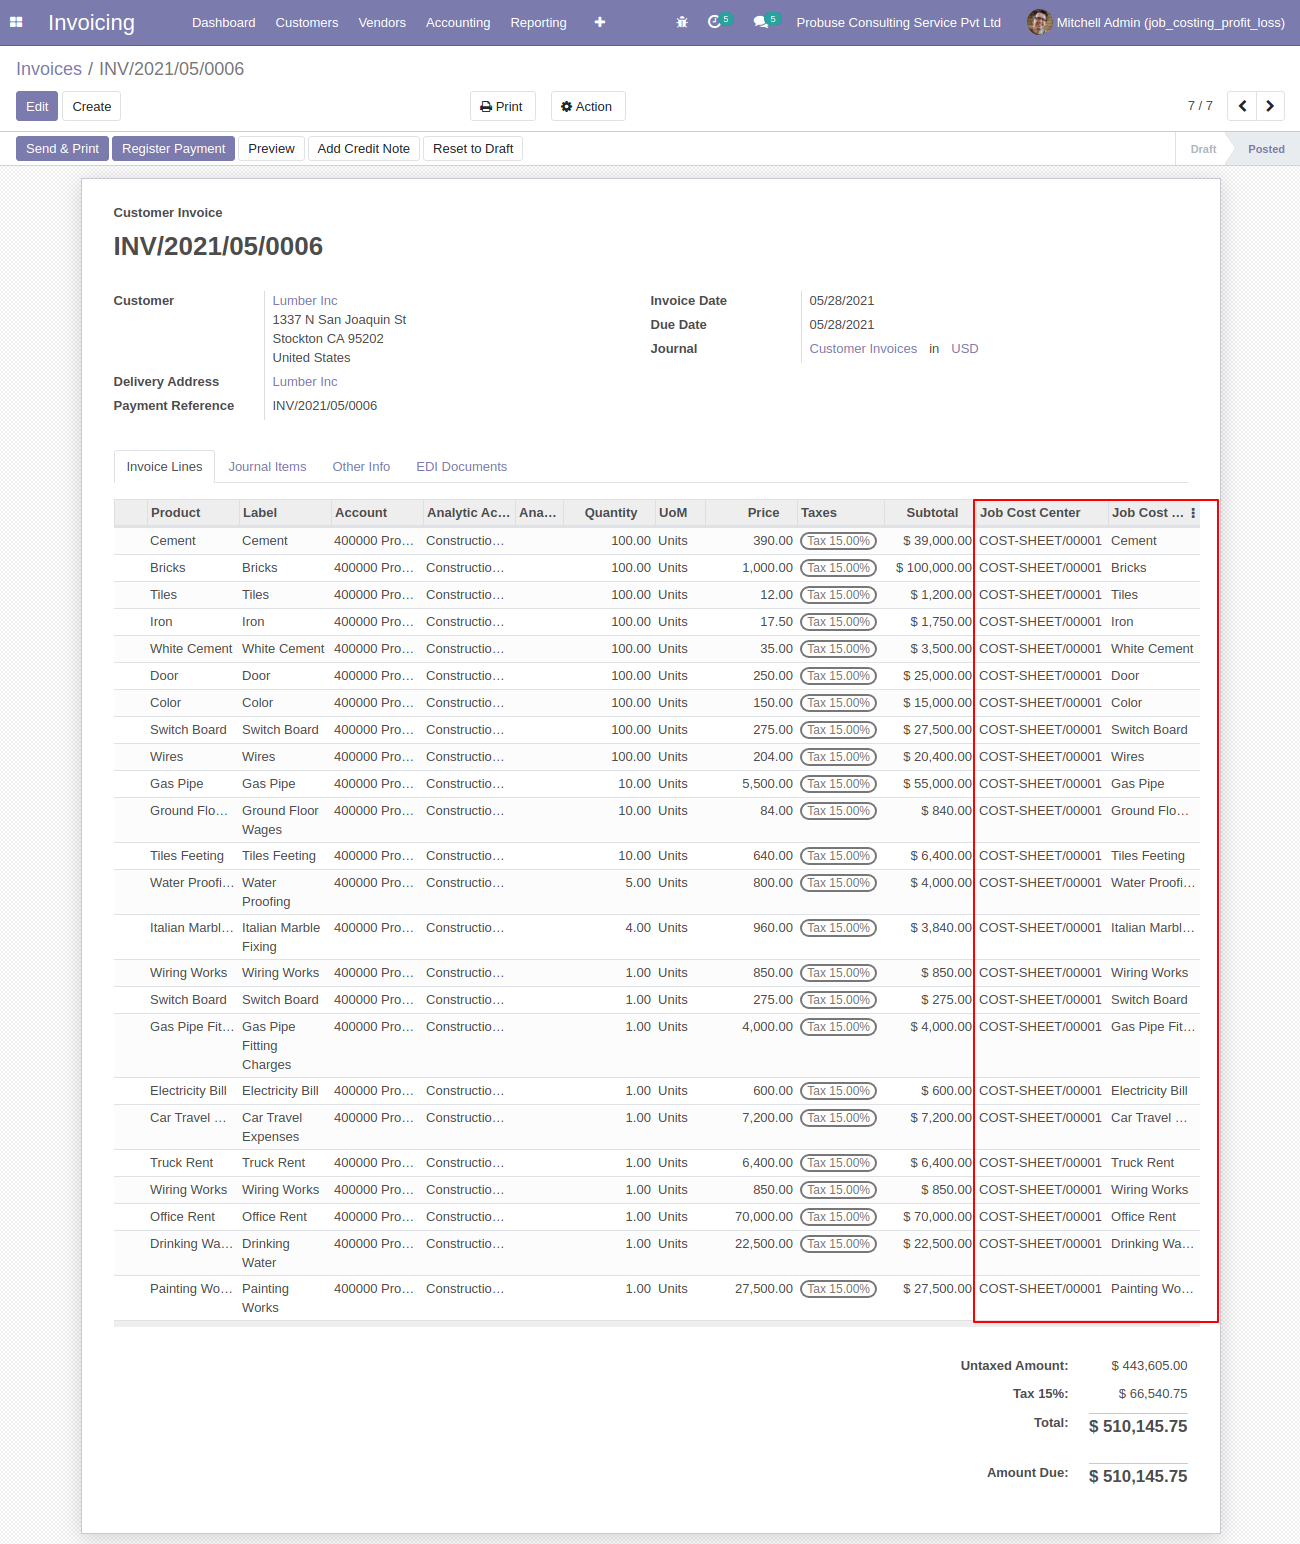 Invoicing Dashboard Customers Vendors Accounting Reporting 5 5 Probuse Consulting Service Pvt Ltd Mitchell Admin (job_costing_profit_loss)
Invoices / INV/2021/05/0006
Edit Create Print Action 7 / 7
Send & Print Register Payment Preview Add Credit Note Reset to Draft Draft Posted
Customer Invoice
INV/2021/05/0006
Customer Lumber Inc Invoice Date 05/28/2021
1337 N San Joaquin St
Due Date 05/28/2021
Stockton CA 95202
Journal Customer Invoices in USD
United States
Delivery Address Lumber Inc
Payment Reference INV/2021/05/0006
Invoice Lines Journal Items Other Info EDI Documents
Product Label Account Analytic Ac... Ana... Quantity UoM Price Taxes Subtotal Job Cost Center Job Cost ...
Cement Cement 400000 Pro... Constructio... 100.00 Units 390.00 Tax 15.00% $ 39,000.00 COST-SHEET/00001 Cement
Bricks Bricks 400000 Pro... Constructio... 100.00 Units 1,000.00 Tax 15.00% $ 100,000.00 COST-SHEET/00001 Bricks
Tiles Tiles 400000 Pro... Constructio... 100.00 Units 12.00 Tax 15.00% $ 1,200.00 COST-SHEET/00001 Tiles
Iron Iron 400000 Pro... Constructio... 100.00 Units 17.50 Tax 15.00% $ 1,750.00 COST-SHEET/00001 Iron
White Cement White Cement 400000 Pro... Constructio... 100.00 Units 35.00 Tax 15.00% $ 3,500.00 COST-SHEET/00001 White Cement
Door Door 400000 Pro... Constructio... 100.00 Units 250.00 Tax 15.00% $ 25,000.00 COST-SHEET/00001 Door
Color Color 400000 Pro... Constructio... 100.00 Units 150.00 Tax 15.00% $ 15,000.00 COST-SHEET/00001 Color
Switch Board Switch Board 400000 Pro... Constructio... 100.00 Units 275.00 Tax 15.00% $ 27,500.00 COST-SHEET/00001 Switch Board
Wires Wires 400000 Pro... Constructio... 100.00 Units 204.00 Tax 15.00% $ 20,400.00 COST-SHEET/00001 Wires
Gas Pipe Gas Pipe 400000 Pro... Constructio... 10.00 Units 5,500.00 Tax 15.00% $ 55,000.00 COST-SHEET/00001 Gas Pipe
Ground Flo... Ground Floor 400000 Pro... Constructio... 10.00 Units 84.00 Tax 15.00% $ 840.00 COST-SHEET/00001 Ground Flo...
Wages
Tiles Feeting Tiles Feeting 400000 Pro... Constructio... 10.00 Units 640.00 Tax 15.00% $ 6,400.00 COST-SHEET/00001 Tiles Feeting
Water Proofi... Water 400000 Pro... Constructio... 5.00 Units 800.00 Tax 15.00% $ 4,000.00 COST-SHEET/00001 Water Proofi...
Proofing
Italian Marbl... Italian Marble 400000 Pro... Constructio... 4.00 Units 960.00 Tax 15.00% $ 3,840.00 COST-SHEET/00001 Italian Marbl...
Fixing
Wiring Works Wiring Works 400000 Pro... Constructio... 1.00 Units 850.00 Tax 15.00% $ 850.00 COST-SHEET/00001 Wiring Works
Switch Board Switch Board 400000 Pro... Constructio... 1.00 Units 275.00 Tax 15.00% $ 275.00 COST-SHEET/00001 Switch Board
Gas Pipe Fit... Gas Pipe 400000 Pro... Constructio... 1.00 Units 4,000.00 Tax 15.00% $ 4,000.00 COST-SHEET/00001 Gas Pipe Fit...
Fitting
Charges
Electricity Bill Electricity Bill 400000 Pro... Constructio... 1.00 Units 600.00 Tax 15.00% $ 600.00 COST-SHEET/00001 Electricity Bill
Car Travel ... Car Travel 400000 Pro... Constructio... 1.00 Units 7,200.00 Tax 15.00% $ 7,200.00 COST-SHEET/00001 Car Travel ...
Expenses
Truck Rent Truck Rent 400000 Pro... Constructio... 1.00 Units 6,400.00 Tax 15.00% $ 6,400.00 COST-SHEET/00001 Truck Rent
Wiring Works Wiring Works 400000 Pro... Constructio... 1.00 Units 850.00 Tax 15.00% $ 850.00 COST-SHEET/00001 Wiring Works
Office Rent Office Rent 400000 Pro... Constructio... 1.00 Units 70,000.00 Tax 15.00% $ 70,000.00 COST-SHEET/00001 Office Rent
Drinking Wa... Drinking 400000 Pro... Constructio... 1.00 Units 22,500.00 Tax 15.00% $ 22,500.00 COST-SHEET/00001 Drinking Wa...
Water
Painting Wo... Painting 400000 Pro... Constructio... 1.00 Units 27,500.00 Tax 15.00% $ 27,500.00 COST-SHEET/00001 Painting Wo...
Works
Untaxed Amount: $ 443,605.00
Tax 15%: $ 66,540.75
Total: $ 510,145.75
Amount Due: $ 510,145.75